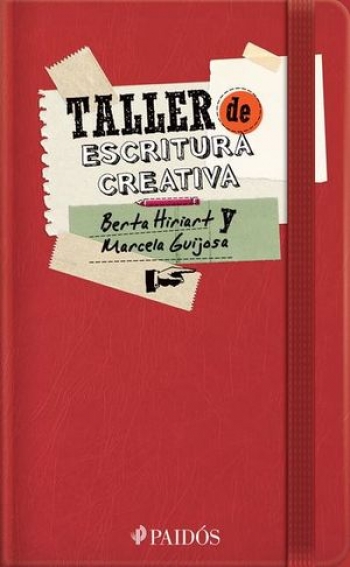 TALLER de
ESCRITURA
CREATIVA
Berta Hiriart y
Marcela Guijosa
PAIDÓS